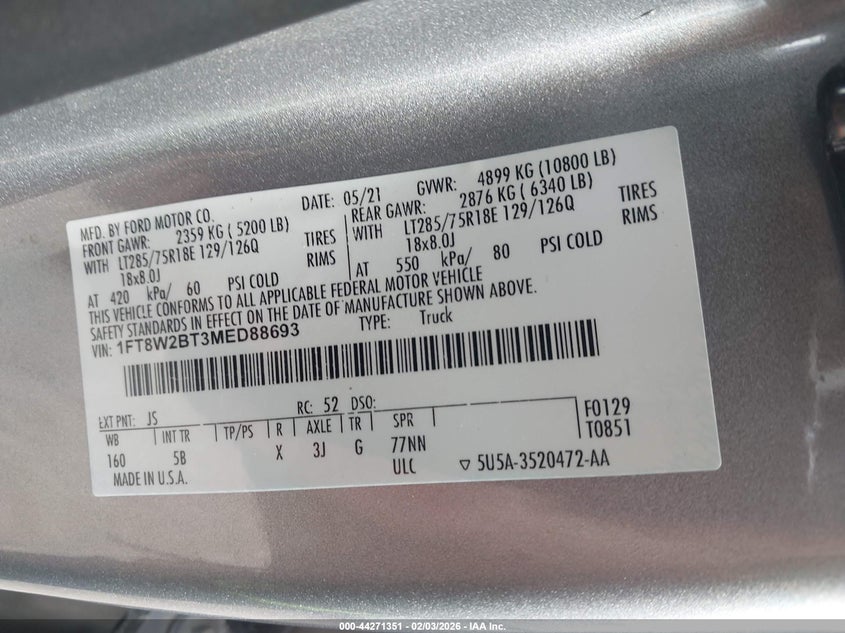 MFD. BY FORD MOTOR CO. DATE: 05/21 GVWR: 4899 KG (10800 LB)
FRONT GAWR: 2359 KG ( 5200 LB) REAR GAWR: 2876 KG ( 6340 LB)
WITH LT285/75R18E 129/126Q TIRES WITH LT285/75R18E 129/126Q TIRES
18x8.0J RIMS 18x8.0J RIMS
AT 420 kPa/ 60 PSI COLD AT 550 kPa/ 80 PSI COLD
THIS VEHICLE CONFORMS TO ALL APPLICABLE FEDERAL MOTOR VEHICLE
SAFETY STANDARDS IN EFFECT ON THE DATE OF MANUFACTURE SHOWN ABOVE.
VIN: 1FT8W2BT3MED88693 TYPE: Truck
EXT PNT: JS RC: 52 DSO: F0129
WB INT TR TP/PS R AXLE TR SPR T0851
160 5B X 3J G 77NN
MADE IN U.S.A. ULC ▽ 5U5A-3520472-AA
000-44271351 - 02/03/2026 - IAA Inc.